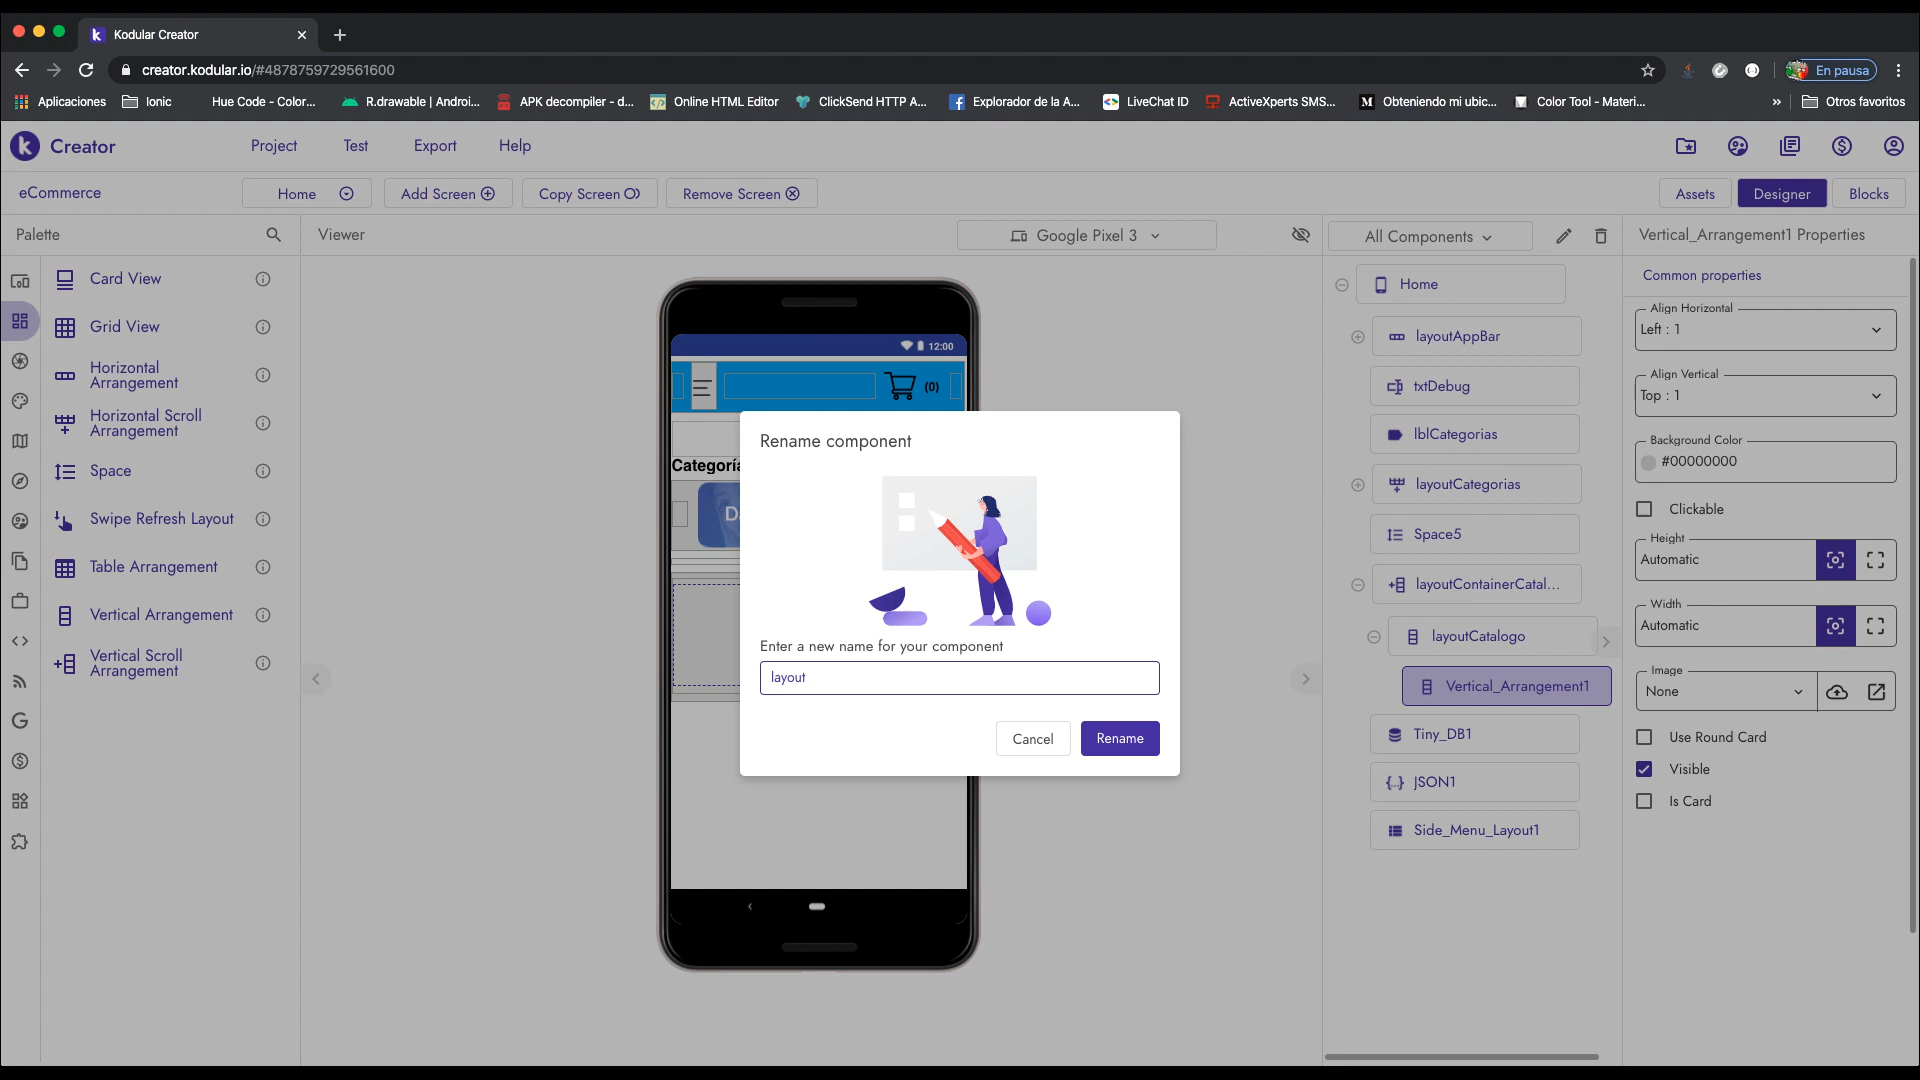 Kodular Creator
creator.kodular.io/#4878759729561600
En pausa
Aplicaciones
Ionic
Hue Code - Color...
R.drawable | Androi...
APK decompiler - d...
Online HTML Editor
ClickSend HTTP A...
Explorador de la A...
LiveChat ID
ActiveXperts SMS...
Obteniendo mi ubic...
Color Tool - Materi...
»
Otros favoritos
k Creator
Project
Test
Export
Help
eCommerce
Home
Add Screen
Copy Screen
Remove Screen
Assets
Designer
Blocks
Palette
Viewer
Google Pixel 3
All Components
Vertical_Arrangement1 Properties
Card View
Grid View
Horizontal
Arrangement
Horizontal Scroll
Arrangement
Space
Swipe Refresh Layout
Table Arrangement
Vertical Arrangement
Vertical Scroll
Arrangement
12:00
(0)
Categoría
Rename component
Enter a new name for your component
layout
Cancel
Rename
Home
layoutAppBar
txtDebug
lblCategorias
layoutCategorias
Space5
layoutContainerCatal...
layoutCatalogo
Vertical_Arrangement1
Tiny_DB1
JSON1
Side_Menu_Layout1
Common properties
Align Horizontal
Left : 1
Align Vertical
Top : 1
Background Color
#00000000
Clickable
Height
Automatic
Width
Automatic
Image
None
Use Round Card
Visible
Is Card